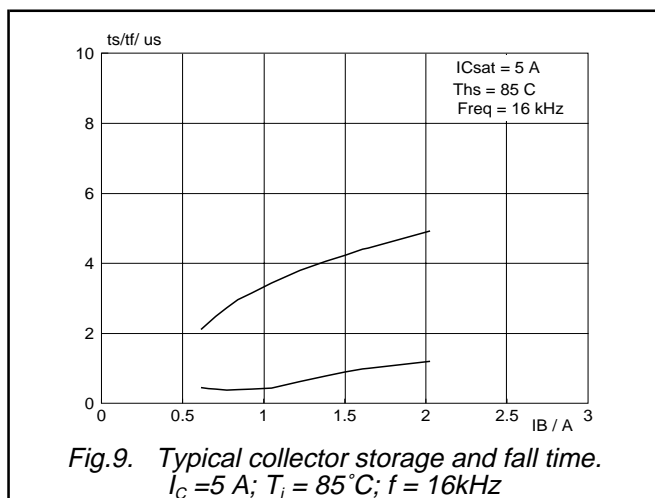 ts/tf/ us
10
ICsat = 5 A
Ths = 85 C
Freq = 16 kHz
8
6
4
2
0
0 0.5 1 1.5 2 2.5 3
IB / A
Fig.9. Typical collector storage and fall time.
IC =5 A; Tj = 85˚C; f = 16kHz